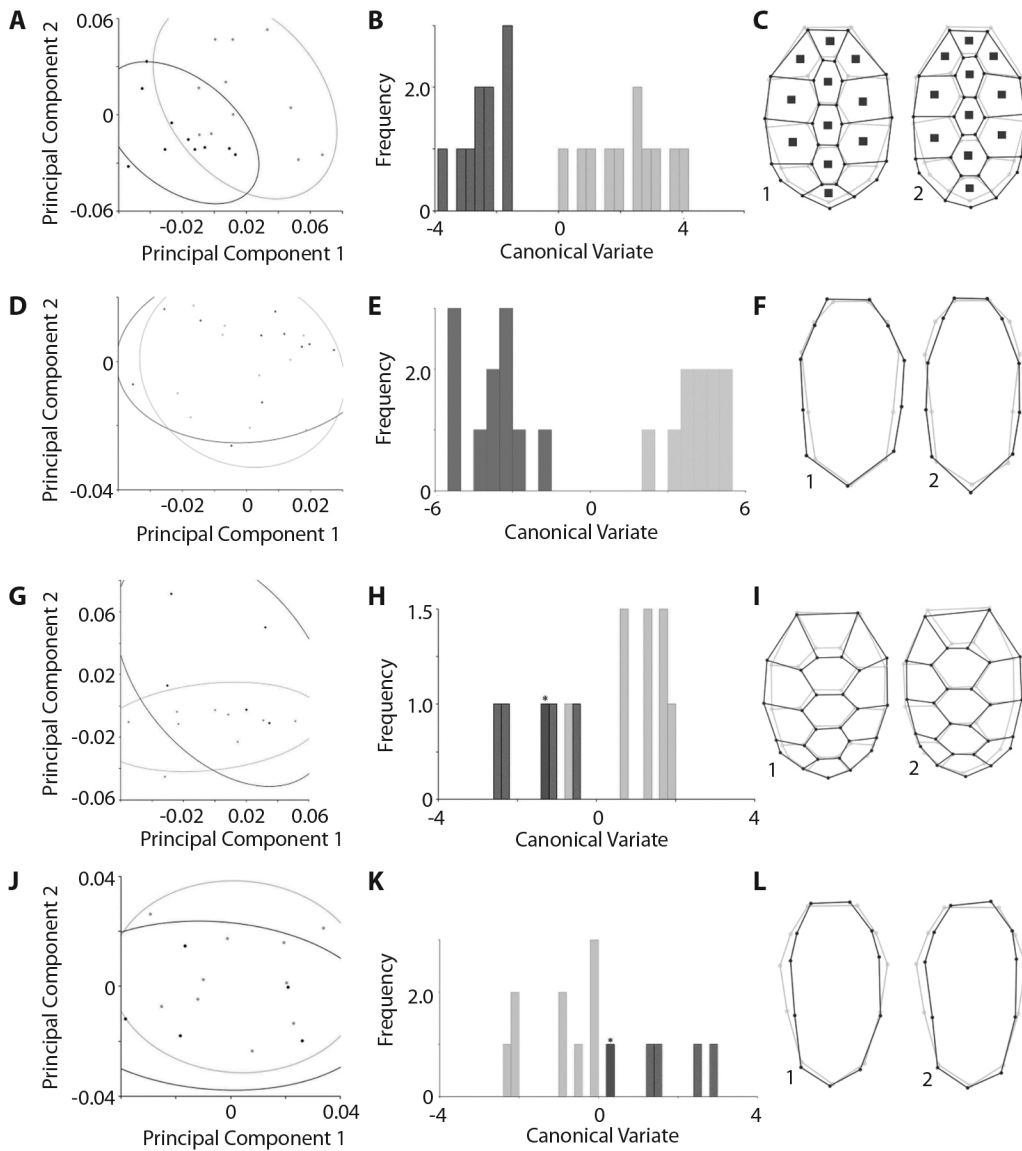 A
Principal Component 2
0.06
0
-0.06
-0.02 0.02 0.06
Principal Component 1
B
Frequency
2.0
0
-4 0 4
Canonical Variate
C
1 2
D
Principal Component 2
0
-0.04
-0.02 0 0.02
Principal Component 1
E
Frequency
2.0
0
-6 0 6
Canonical Variate
F
1 2
G
Principal Component 2
0.06
0.02
-0.02
-0.06
-0.02 0.02 0.06
Principal Component 1
H
Frequency
1.5
1.0
0
*
-4 0 4
Canonical Variate
I
1 2
J
Principal Component 2
0.04
0
-0.04
0 0.04
Principal Component 1
K
Frequency
2.0
0
*
-4 0 4
Canonical Variate
L
1 2